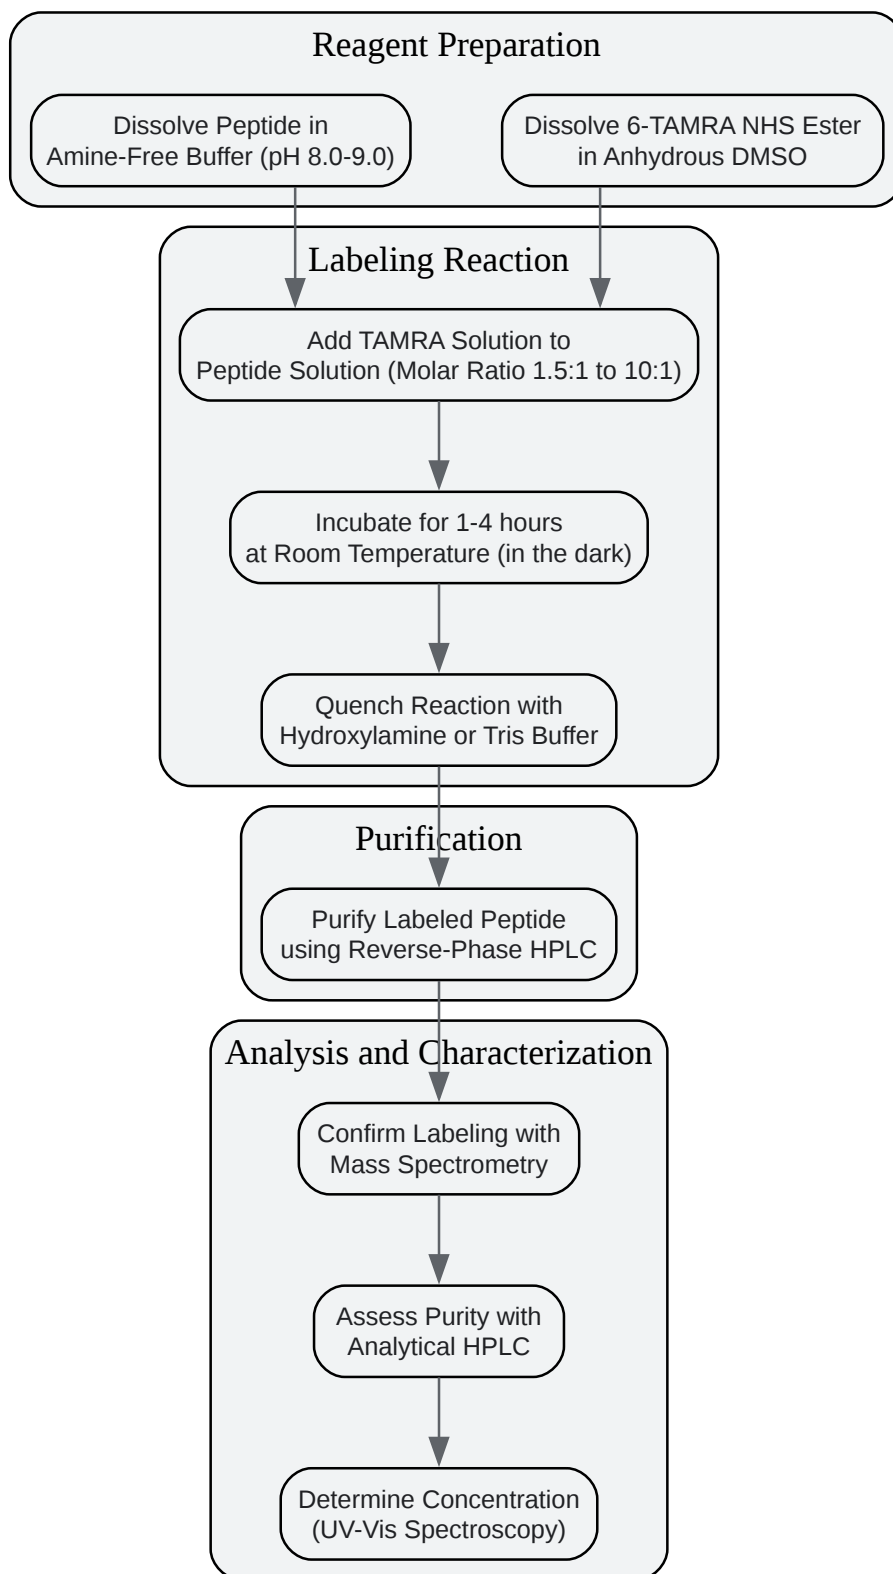 Reagent Preparation
Dissolve Peptide in
Amine-Free Buffer (pH 8.0-9.0)
Dissolve 6-TAMRA NHS Ester
in Anhydrous DMSO
Labeling Reaction
Add TAMRA Solution to
Peptide Solution (Molar Ratio 1.5:1 to 10:1)
Incubate for 1-4 hours
at Room Temperature (in the dark)
Quench Reaction with
Hydroxylamine or Tris Buffer
Purification
Purify Labeled Peptide
using Reverse-Phase HPLC
Analysis and Characterization
Confirm Labeling with
Mass Spectrometry
Assess Purity with
Analytical HPLC
Determine Concentration
(UV-Vis Spectroscopy)